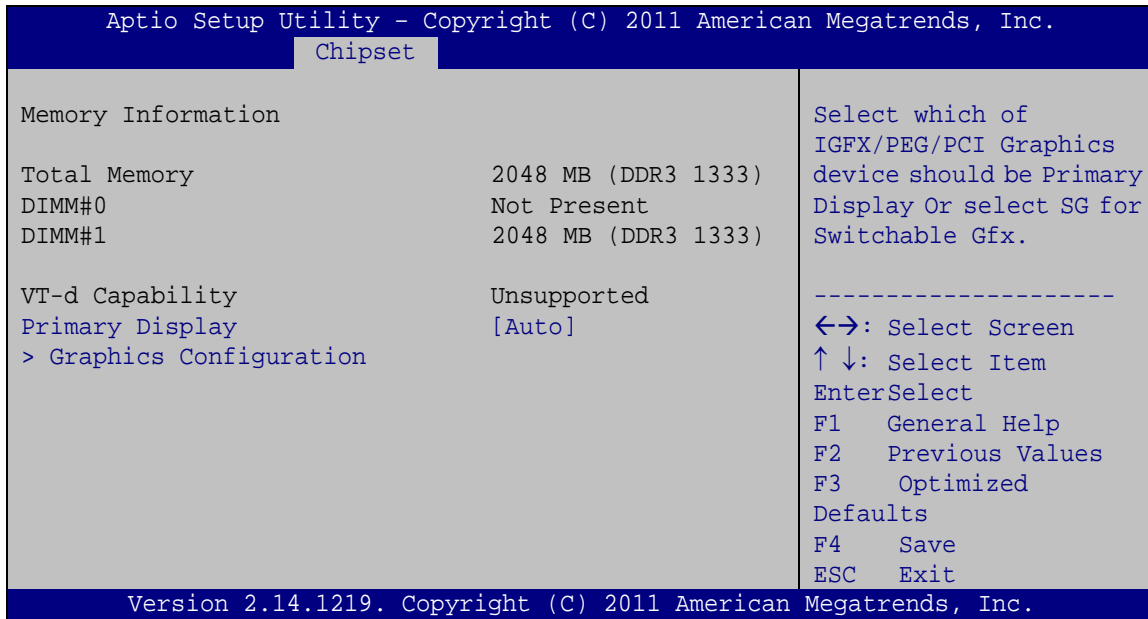 Aptio Setup Utility – Copyright (C) 2011 American Megatrends, Inc.
Chipset
Memory Information
Total Memory 2048 MB (DDR3 1333)
DIMM#0 Not Present
DIMM#1 2048 MB (DDR3 1333)
VT-d Capability Unsupported
Primary Display [Auto]
> Graphics Configuration
Select which of
IGFX/PEG/PCI Graphics
device should be Primary
Display Or select SG for
Switchable Gfx.
---------------------
←→: Select Screen
↑ ↓: Select Item
EnterSelect
F1 General Help
F2 Previous Values
F3 Optimized
Defaults
F4 Save
ESC Exit
Version 2.14.1219. Copyright (C) 2011 American Megatrends, Inc.